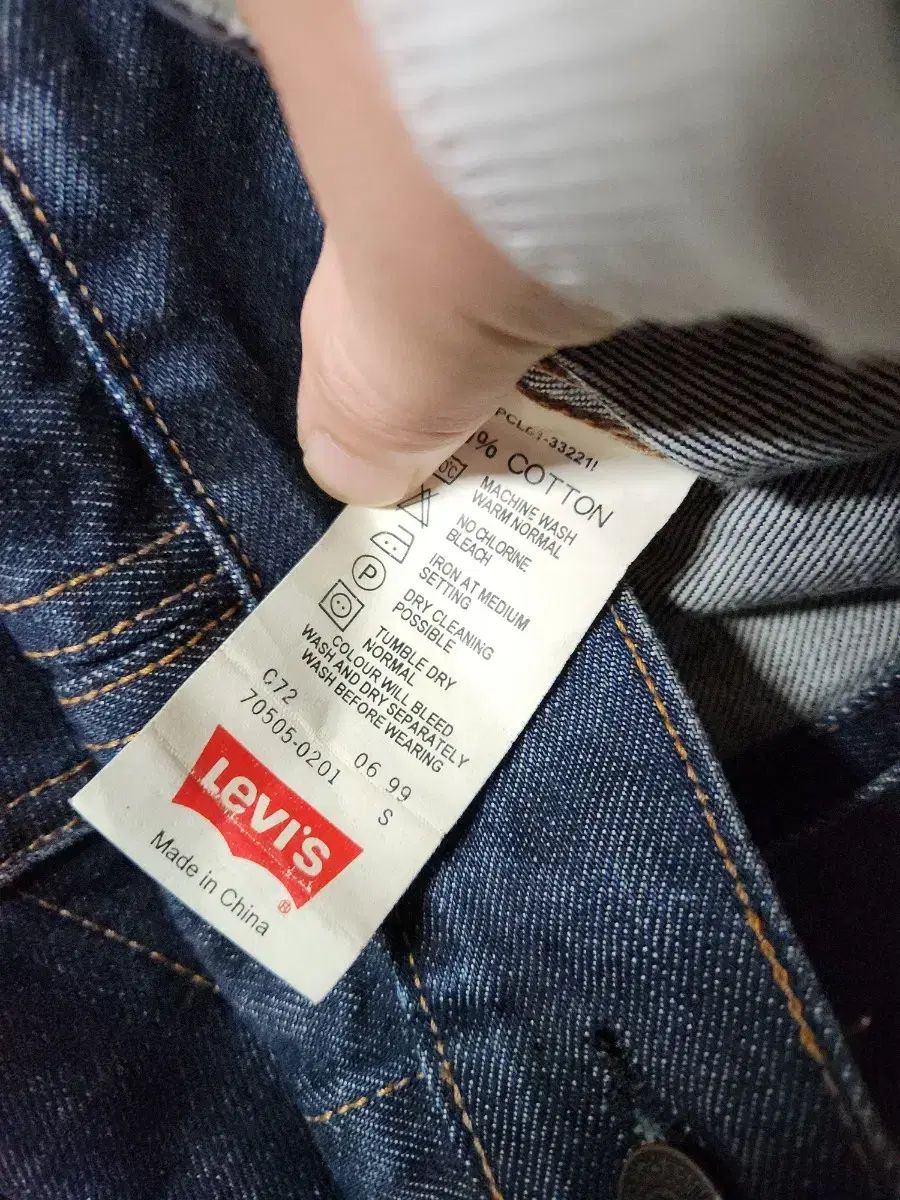 % COTTON
MACHINE WASH
WARM NORMAL
NO CHLORINE
BLEACH
IRON AT MEDIUM
SETTING
P
DRY CLEANING
POSSIBLE
TUMBLE DRY
NORMAL
COLOUR WILL BLEED
WASH AND DRY SEPARATELY
WASH BEFORE WEARING
C72 06 99
70505-0201 S
Levi's
®
Made in China